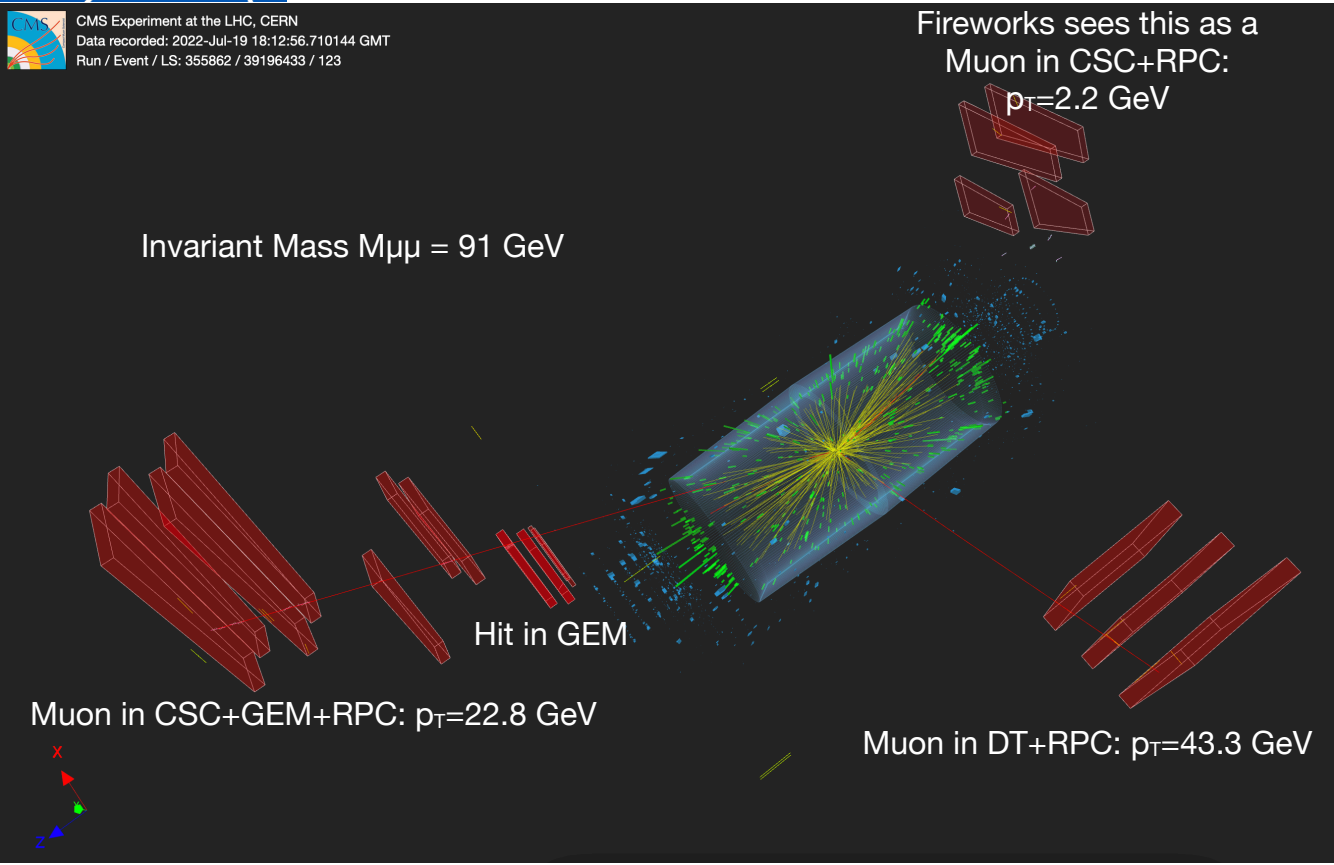 CMS
CMS Experiment at the LHC, CERN
Data recorded: 2022-Jul-19 18:12:56.710144 GMT
Run / Event / LS: 355862 / 39196433 / 123
Fireworks sees this as a
Muon in CSC+RPC:
pT=2.2 GeV
Invariant Mass Mμμ = 91 GeV
Hit in GEM
Muon in CSC+GEM+RPC: pT=22.8 GeV
Muon in DT+RPC: pT=43.3 GeV
X
Z